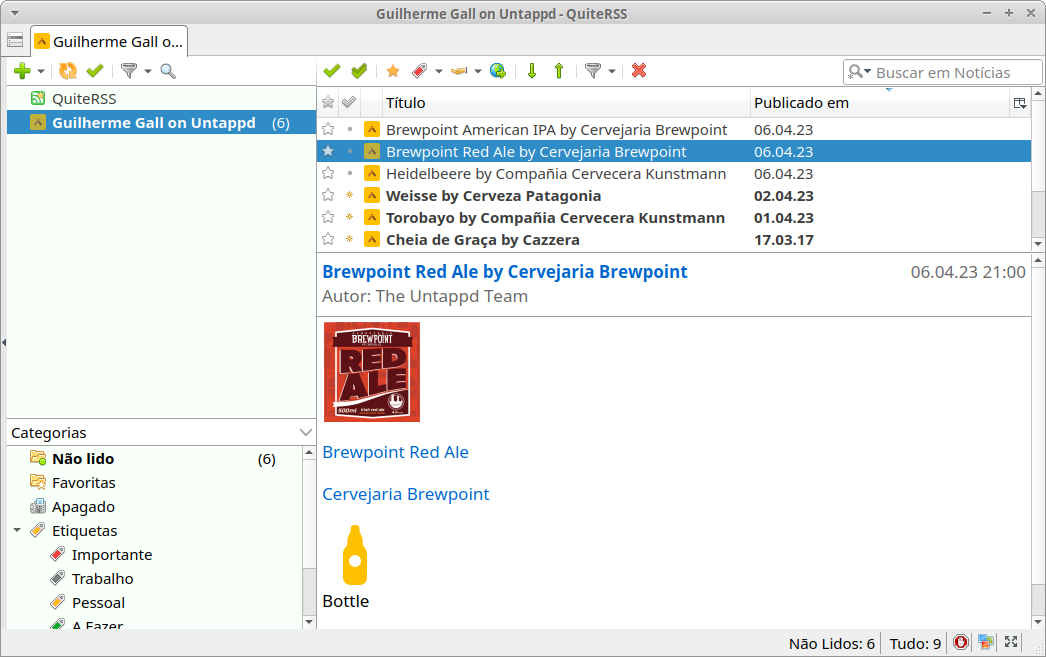 Guilherme Gall on Untappd - QuiteRSS
Guilherme Gall o...
Buscar em Notícias
QuiteRSS
Guilherme Gall on Untappd (6)
Título Publicado em
Brewpoint American IPA by Cervejaria Brewpoint 06.04.23
Brewpoint Red Ale by Cervejaria Brewpoint 06.04.23
Heidelbeere by Compañia Cervecera Kunstmann 06.04.23
Weisse by Cerveza Patagonia 02.04.23
Torobayo by Compañia Cervecera Kunstmann 01.04.23
Cheia de Graça by Cazzera 17.03.17
Brewpoint Red Ale by Cervejaria Brewpoint 06.04.23 21:00
Autor: The Untappd Team
BREWPOINT
RED
ALE
500ml Irish red ale
Brewpoint Red Ale
Cervejaria Brewpoint
Bottle
Categorias
Não lido (6)
Favoritas
Apagado
Etiquetas
Importante
Trabalho
Pessoal
A Fazer
Não Lidos: 6 Tudo: 9